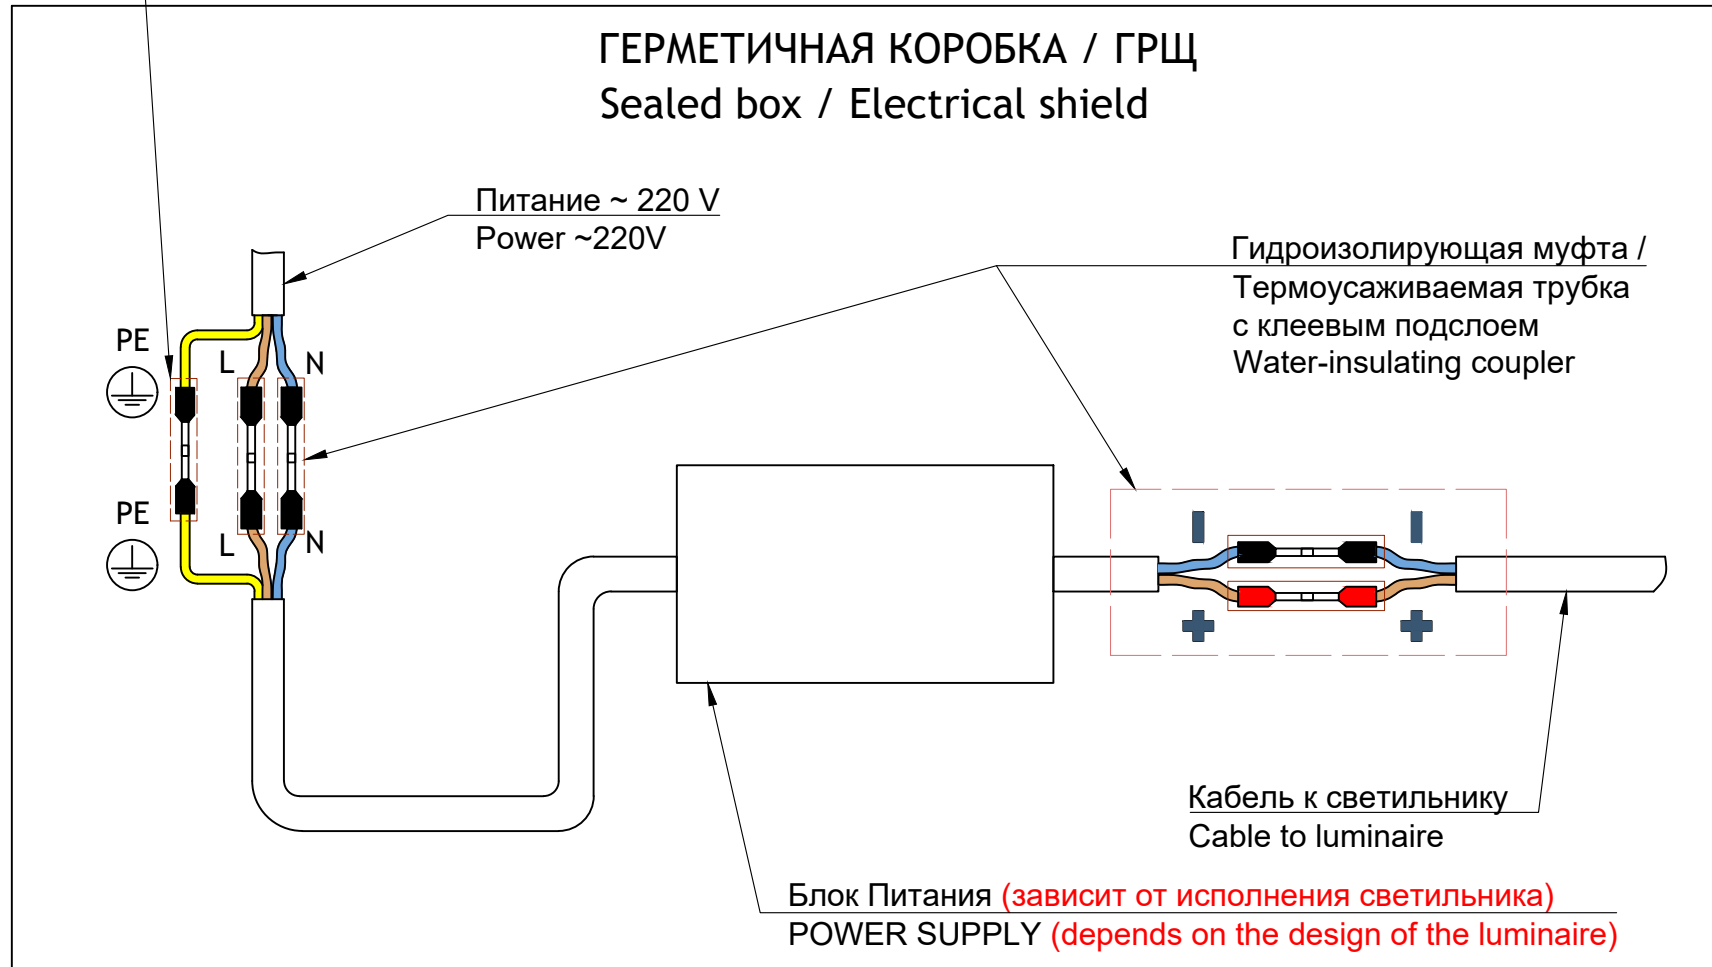 ГЕРМЕТИЧНАЯ КОРОБКА / ГРЩ
Sealed box / Electrical shield
Питание ~ 220 V
Power ~220V
Гидроизолирующая муфта /
Термоусаживаемая трубка
с клеевым подслоем
Water-insulating coupler
PE
L
N
PE
L
N
Кабель к светильнику
Cable to luminaire
Блок Питания (зависит от исполнения светильника)
POWER SUPPLY (depends on the design of the luminaire)